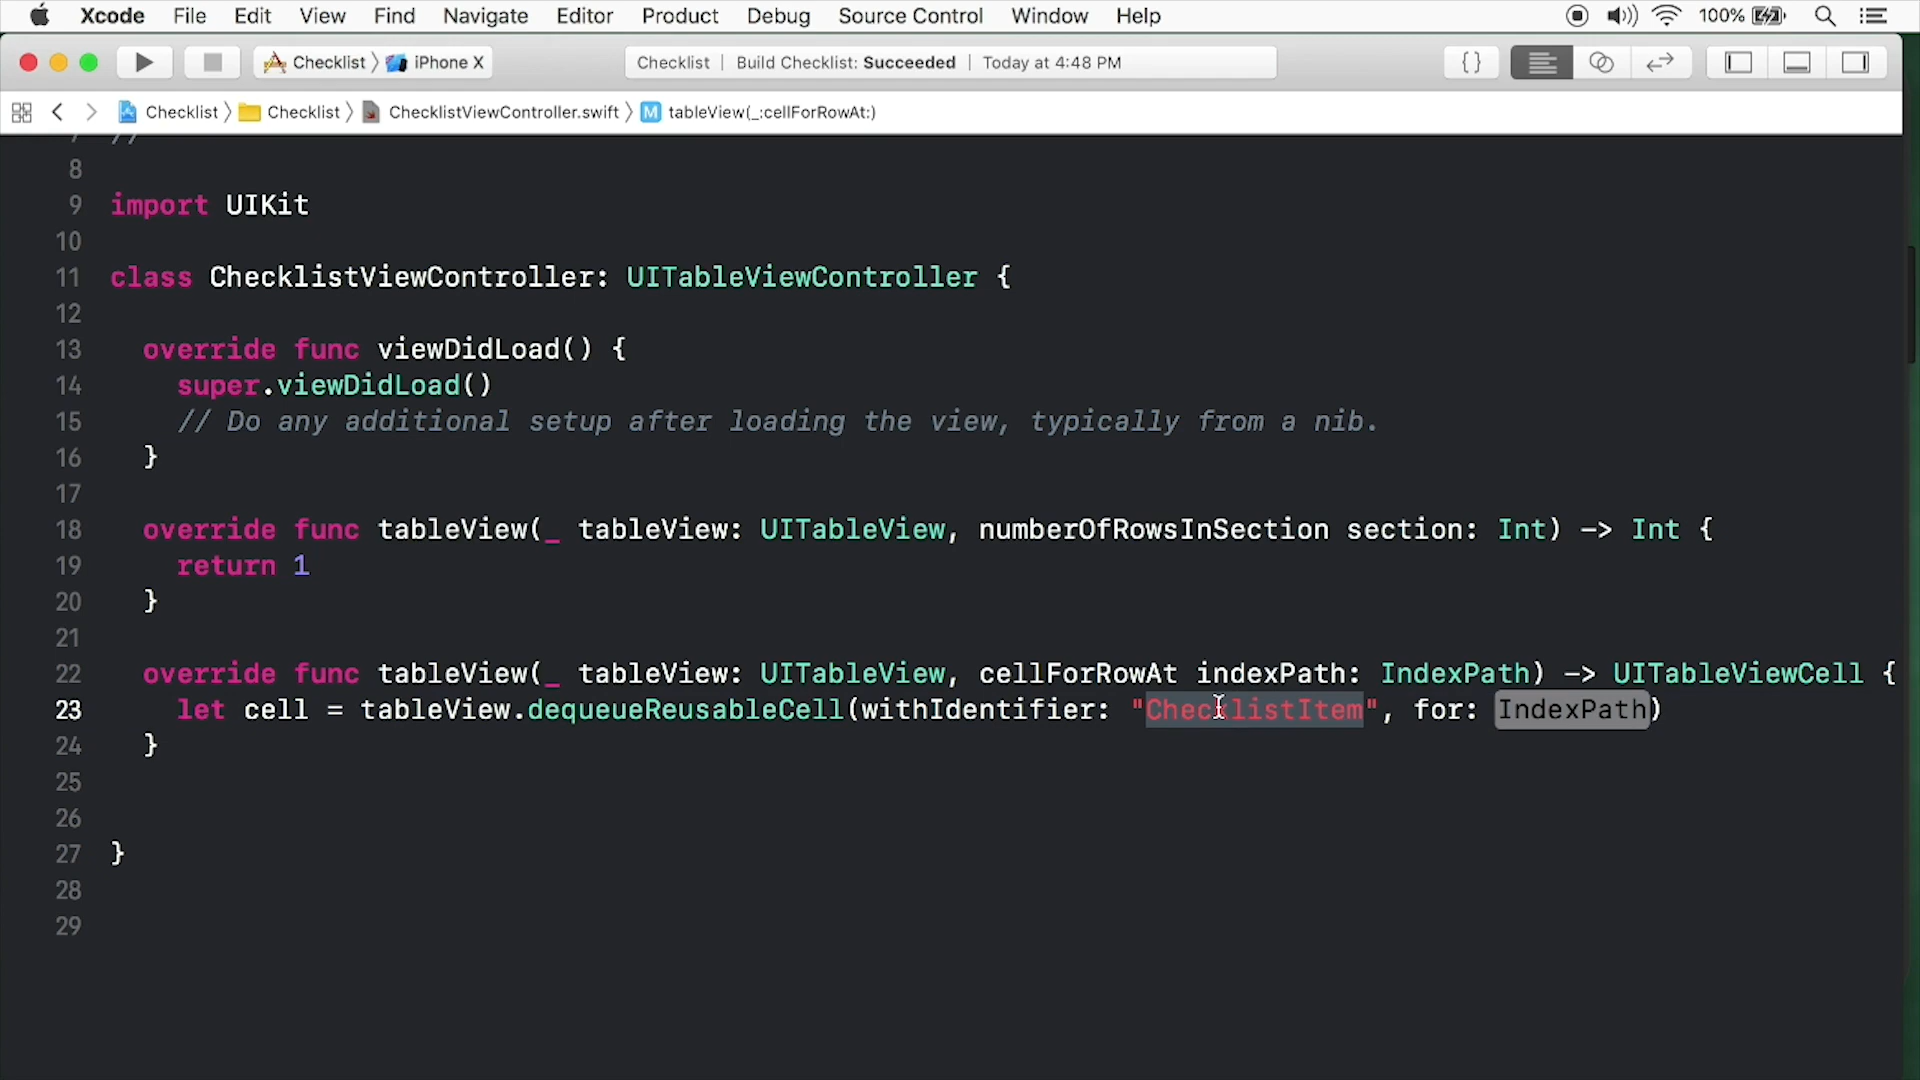 Xcode File Edit View Find Navigate Editor Product Debug Source Control Window Help 100%
Checklist iPhone X Checklist | Build Checklist: Succeeded | Today at 4:48 PM {}
Checklist Checklist ChecklistViewController.swift M tableView(_:cellForRowAt:)
7 //
8
9 import UIKit
10
11 class ChecklistViewController: UITableViewController {
12
13 override func viewDidLoad() {
14 super.viewDidLoad()
15 // Do any additional setup after loading the view, typically from a nib.
16 }
17
18 override func tableView(_ tableView: UITableView, numberOfRowsInSection section: Int) -> Int {
19 return 1
20 }
21
22 override func tableView(_ tableView: UITableView, cellForRowAt indexPath: IndexPath) -> UITableViewCell {
23 let cell = tableView.dequeueReusableCell(withIdentifier: "ChecklistItem", for: IndexPath)
24 }
25
26
27 }
28
29